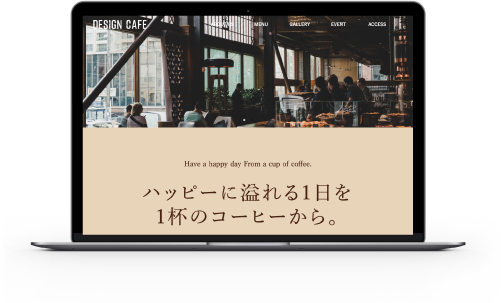 DESIGN CAFE
MENU
GALLERY
EVENT
ACCESS
Have a happy day From a cup of coffee.
ハッピーに溢れる1日を
1杯のコーヒーから。